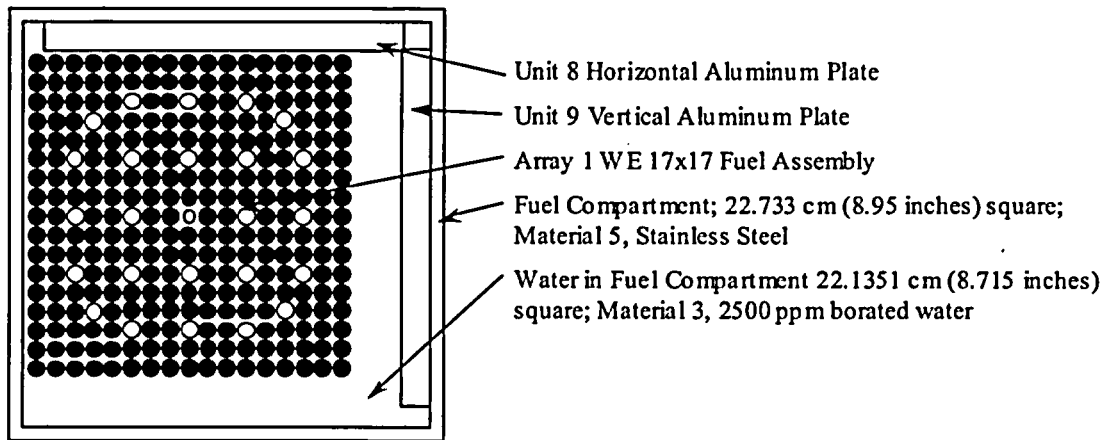 Unit 8 Horizontal Aluminum Plate
Unit 9 Vertical Aluminum Plate
Array 1 WE 17x17 Fuel Assembly
Fuel Compartment; 22.733 cm (8.95 inches) square;
Material 5, Stainless Steel
Water in Fuel Compartment 22.1351 cm (8.715 inches)
square; Material 3, 2500 ppm borated water